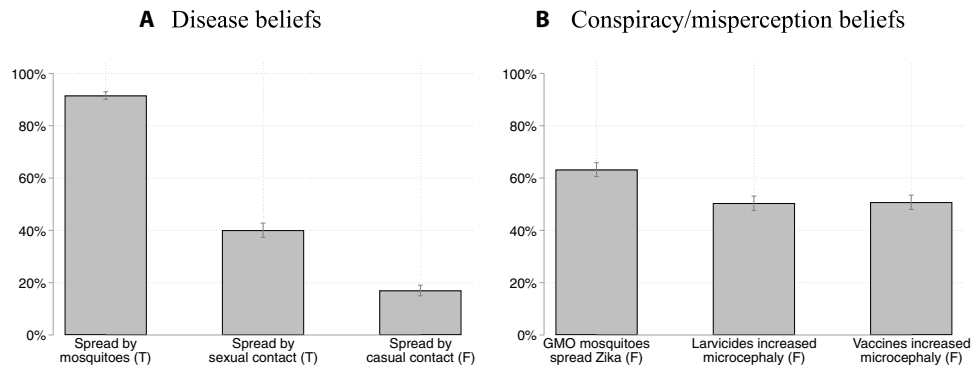 A Disease beliefs
100%
80%
60%
40%
20%
0%
Spread by
mosquitoes (T)
Spread by
sexual contact (T)
Spread by
casual contact (F)
B Conspiracy/misperception beliefs
100%
80%
60%
40%
20%
0%
GMO mosquitoes
spread Zika (F)
Larvicides increased
microcephaly (F)
Vaccines increased
microcephaly (F)